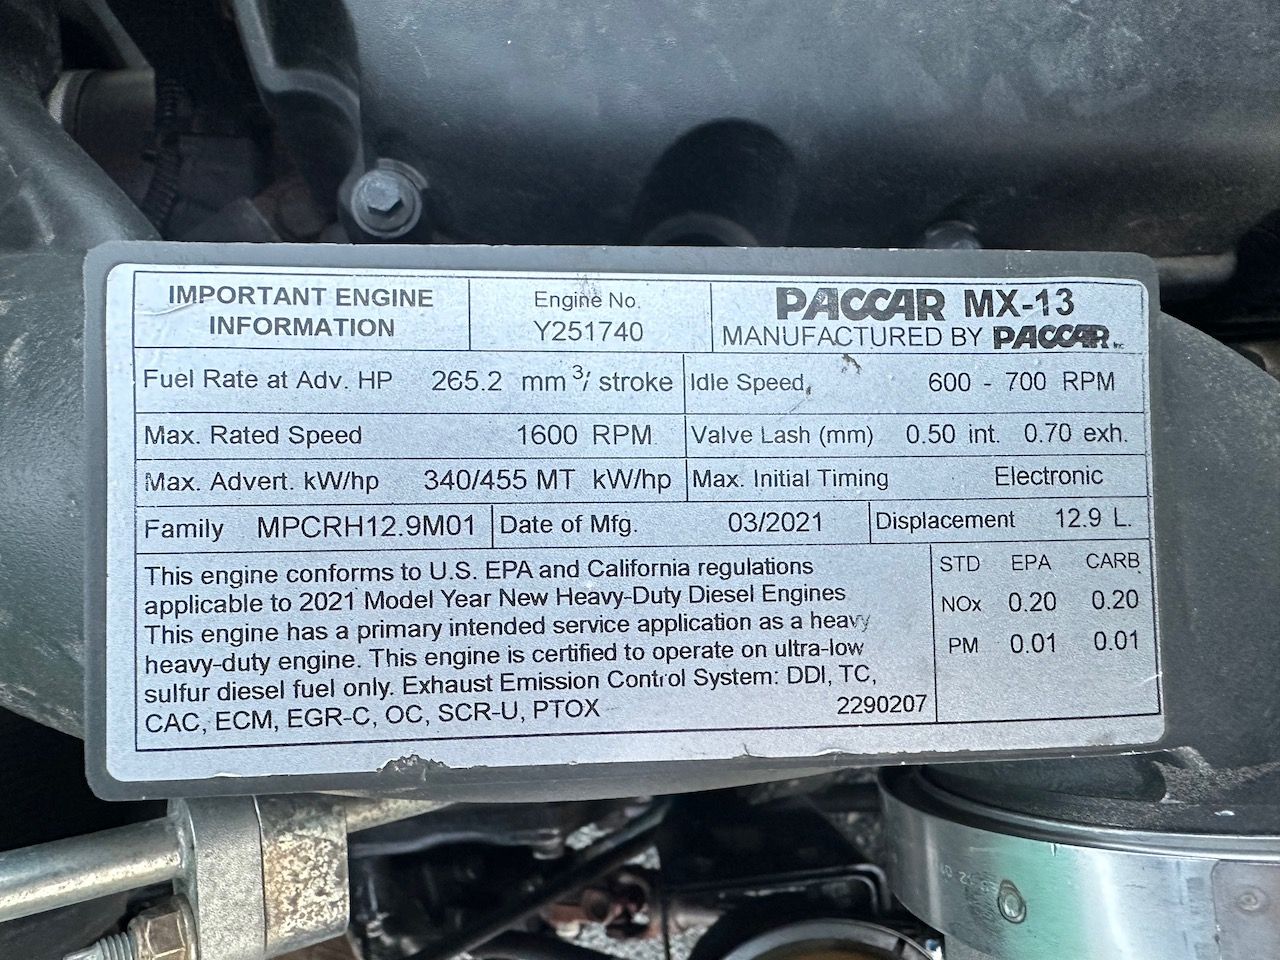 IMPORTANT ENGINE
INFORMATION
Engine No.
Y251740
PACCAR MX-13
MANUFACTURED BY PACCAR Inc
Fuel Rate at Adv. HP 265.2 mm³/ stroke
Idle Speed 600 - 700 RPM
Max. Rated Speed 1600 RPM
Valve Lash (mm) 0.50 int. 0.70 exh.
Max. Advert. kW/hp 340/455 MT kW/hp
Max. Initial Timing Electronic
Family MPCRH12.9M01
Date of Mfg. 03/2021
Displacement 12.9 L.
This engine conforms to U.S. EPA and California regulations
applicable to 2021 Model Year New Heavy-Duty Diesel Engines
This engine has a primary intended service application as a heavy
heavy-duty engine. This engine is certified to operate on ultra-low
sulfur diesel fuel only. Exhaust Emission Control System: DDI, TC,
CAC, ECM, EGR-C, OC, SCR-U, PTOX 2290207
STD EPA CARB
NOx 0.20 0.20
PM 0.01 0.01